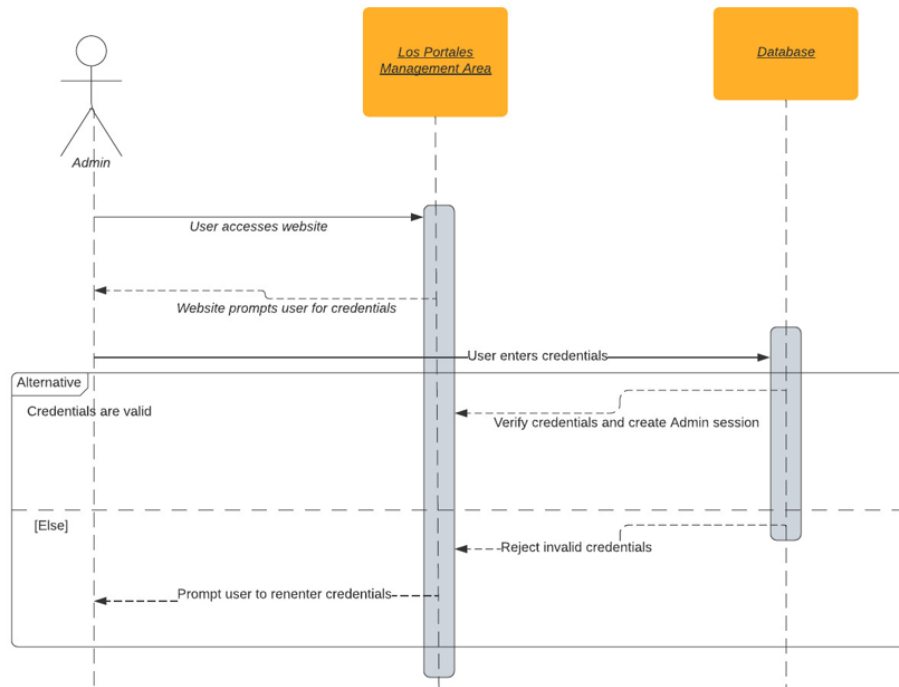 Los Portales
Management Area
Database
Admin
User accesses website
Website prompts user for credentials
User enters credentials
Alternative
Credentials are valid
Verify credentials and create Admin session
[Else]
Reject invalid credentials
Prompt user to renenter credentials